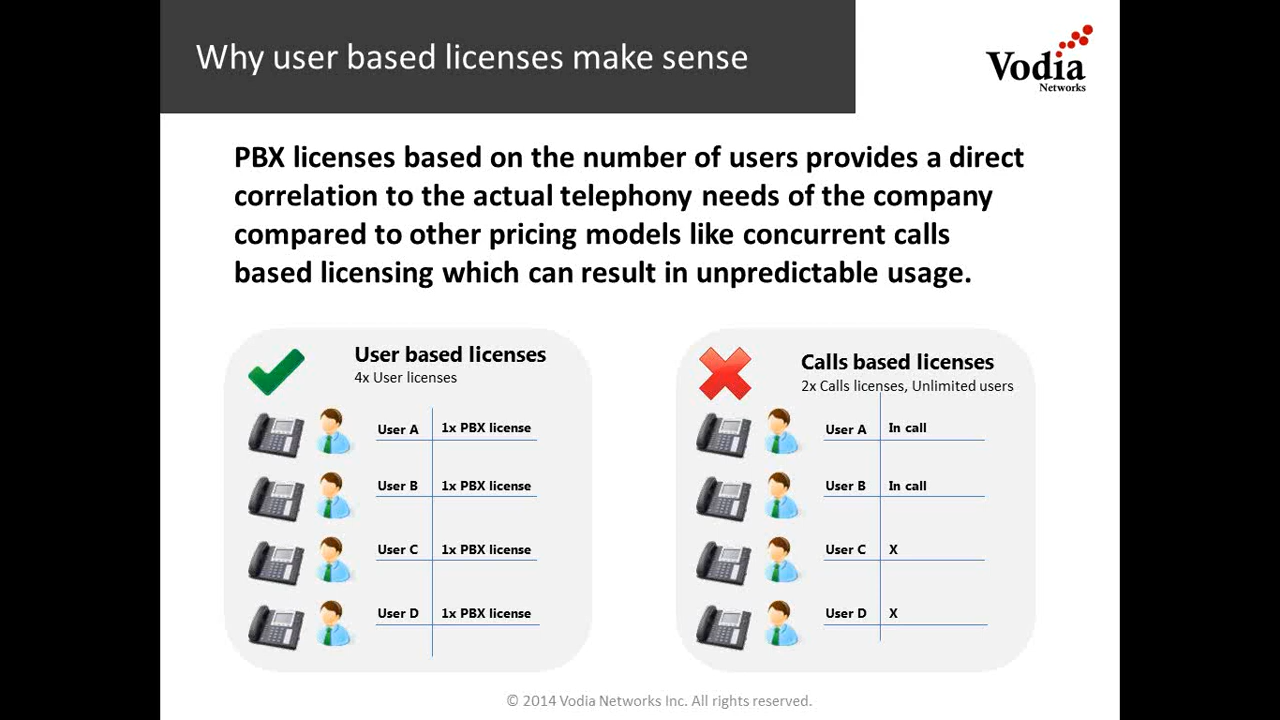 Why user based licenses make sense
Vodia
Networks
PBX licenses based on the number of users provides a direct
correlation to the actual telephony needs of the company
compared to other pricing models like concurrent calls
based licensing which can result in unpredictable usage.
User based licenses
4x User licenses
User A 1x PBX license
User B 1x PBX license
User C 1x PBX license
User D 1x PBX license
Calls based licenses
2x Calls licenses, Unlimited users
User A In call
User B In call
User C X
User D X
© 2014 Vodia Networks Inc. All rights reserved.